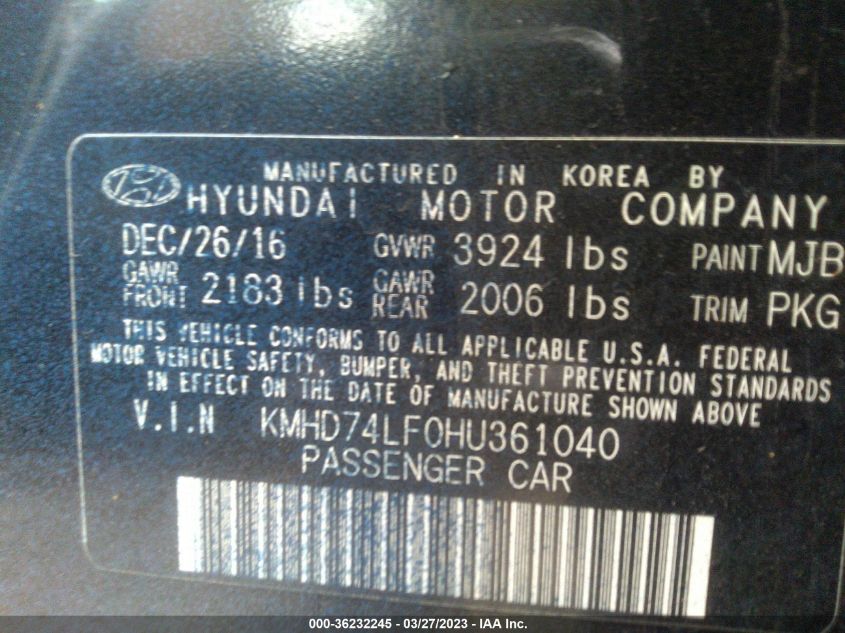 MANUFACTURED IN KOREA BY
HYUNDAI MOTOR COMPANY
DEC/26/16 GVWR 3924 lbs PAINT MJB
GAWR FRONT 2183 lbs GAWR REAR 2006 lbs TRIM PKG
THIS VEHICLE CONFORMS TO ALL APPLICABLE U.S.A. FEDERAL
MOTOR VEHICLE SAFETY, BUMPER, AND THEFT PREVENTION STANDARDS
IN EFFECT ON THE DATE OF MANUFACTURE SHOWN ABOVE
V.I.N KMHD74LF0HU361040
PASSENGER CAR
000-36232245 - 03/27/2023 - IAA Inc.